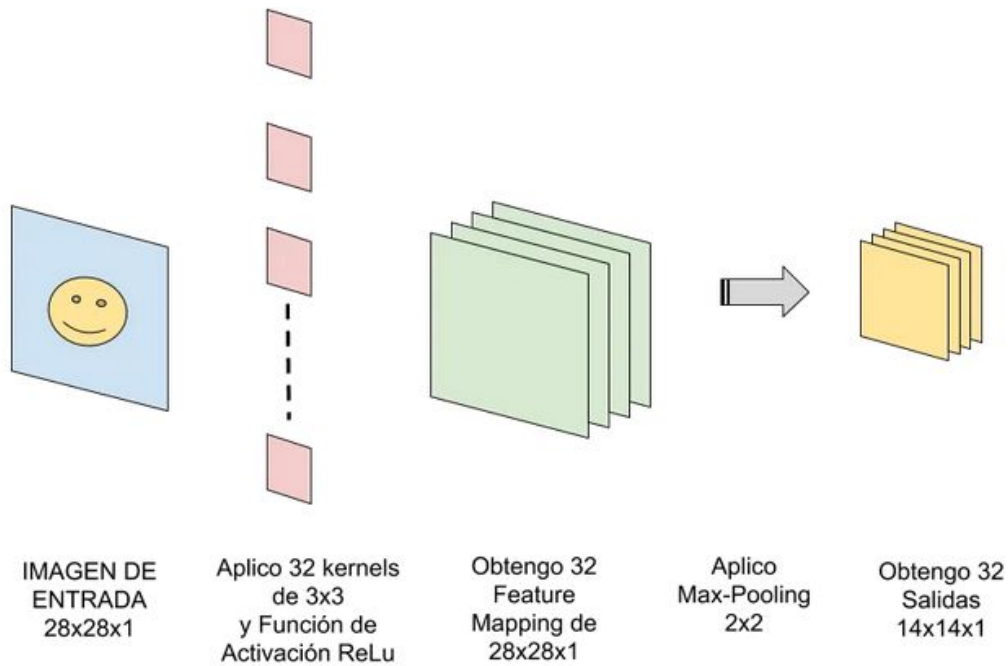 IMAGEN DE
ENTRADA
28x28x1
Aplico 32 kernels
de 3x3
y Función de
Activación ReLu
Obtengo 32
Feature
Mapping de
28x28x1
Aplico
Max-Pooling
2x2
Obtengo 32
Salidas
14x14x1